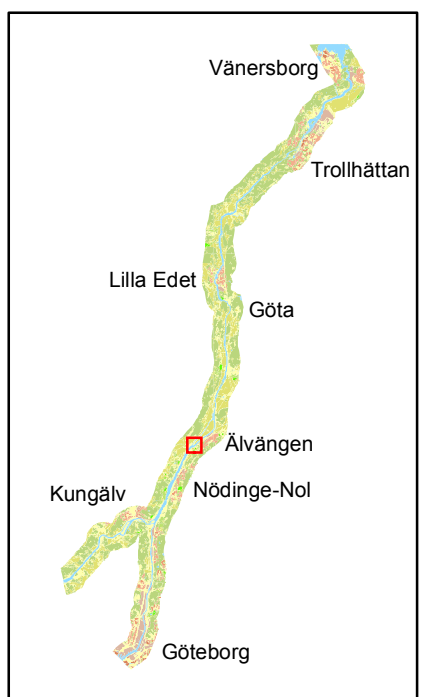 Vänersborg
Trollhättan
Lilla Edet
Göta
Älvängen
Kungälv
Nödinge-Nol
Göteborg